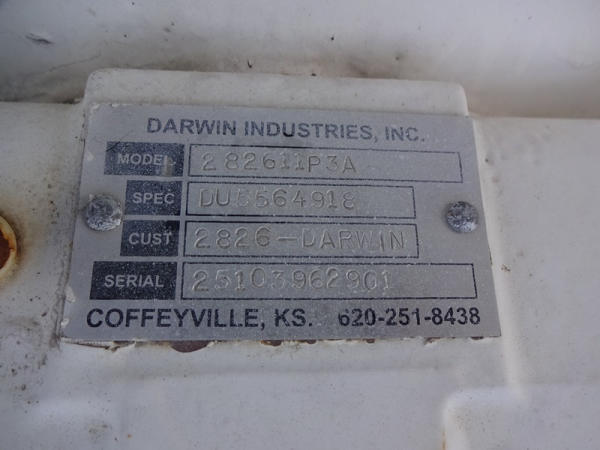 DARWIN INDUSTRIES, INC.
MODEL 282611P3A
SPEC DU5564918
CUST 2826-DARWIN
SERIAL 25103962901
COFFEYVILLE, KS. 620-251-8438